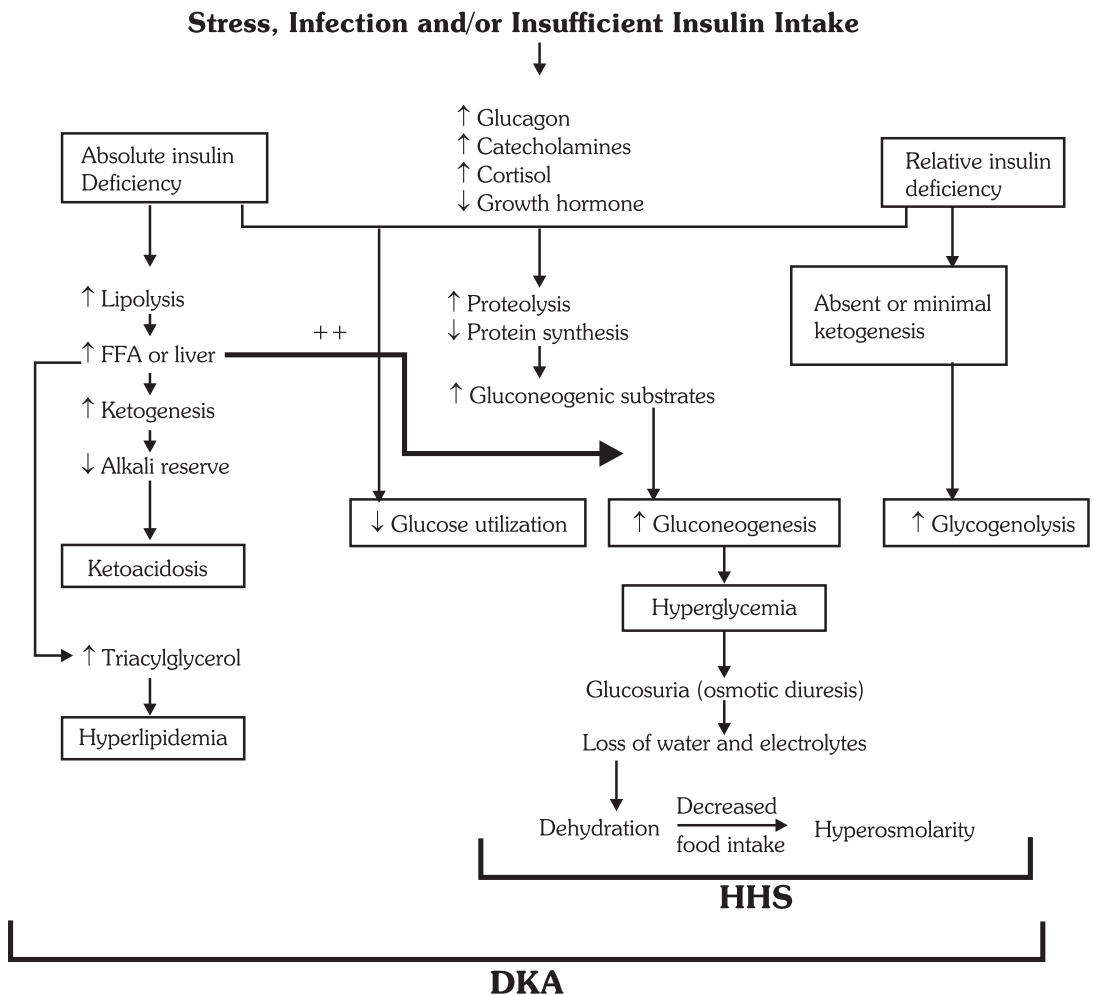 Stress, Infection and/or Insufficient Insulin Intake
↑ Glucagon
↑ Catecholamines
↑ Cortisol
↓ Growth hormone
Absolute insulin
Deficiency
Relative insulin
deficiency
↑ Lipolysis
↑ FFA or liver
↑ Ketogenesis
↓ Alkali reserve
Ketoacidosis
↑ Triacylglycerol
Hyperlipidemia
++
↑ Proteolysis
↓ Protein synthesis
↑ Gluconeogenic substrates
Absent or minimal
ketogenesis
↓ Glucose utilization
↑ Gluconeogenesis
↑ Glycogenolysis
Hyperglycemia
Glucosuria (osmotic diuresis)
Loss of water and electrolytes
Dehydration
Decreased
food intake
Hyperosmolarity
HHS
DKA